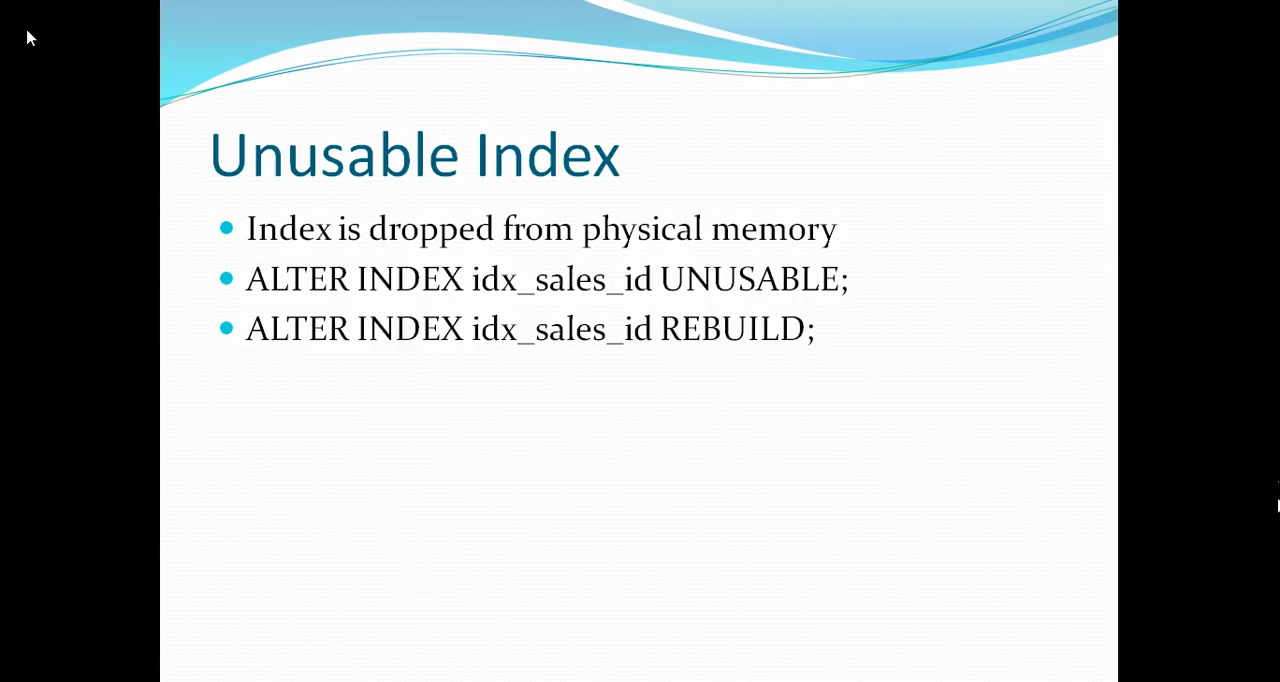 Unusable Index
Index is dropped from physical memory
ALTER INDEX idx_sales_id UNUSABLE;
ALTER INDEX idx_sales_id REBUILD;